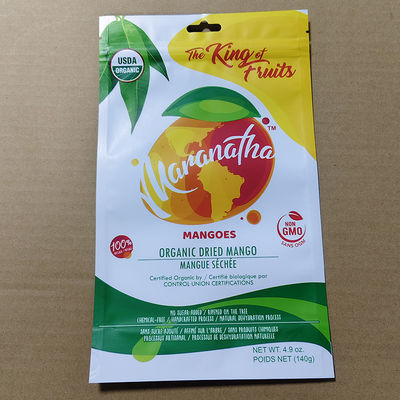 USDA
ORGANIC
The King of
Fruits
Maranatha
TM
MANGOES
100%
NON
GMO
SANS OGM
ORGANIC DRIED MANGO
MANGUE SÉCHÉE
Certified Organic by / Certifié biologique par
CONTROL UNION CERTIFICATIONS
NO SUGAR ADDED / RIPENED ON THE TREE
CHEMICAL-FREE / HANDCRAFTED PROCESS / NATURAL DEHYDRATION PROCESS
SANS SUCRE AJOUTÉ / AFFINÉ SUR L'ARBRE / SANS PRODUITS CHIMIQUES
PROCESSUS ARTISANAL / PROCESSUS DE DÉSHYDRATATION NATURELLE
NET WT. 4.9 oz.
POIDS NET (140g)